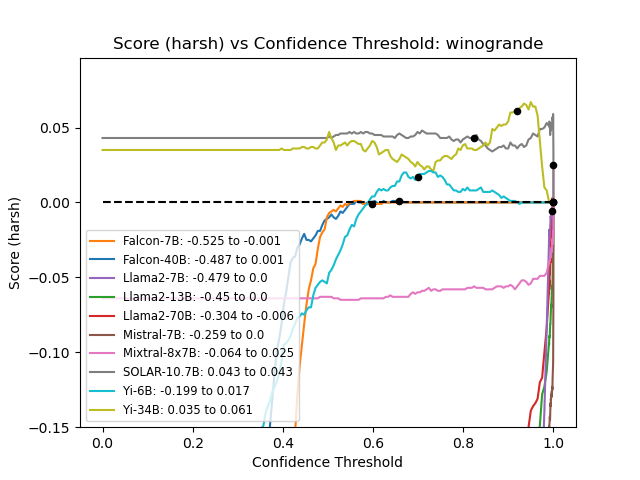 Score (harsh) vs Confidence Threshold: winogrande
Score (harsh)
0.05
0.00
−0.05
−0.10
−0.15
Falcon-7B: -0.525 to -0.001
Falcon-40B: -0.487 to 0.001
Llama2-7B: -0.479 to 0.0
Llama2-13B: -0.45 to 0.0
Llama2-70B: -0.304 to -0.006
Mistral-7B: -0.259 to 0.0
Mixtral-8x7B: -0.064 to 0.025
SOLAR-10.7B: 0.043 to 0.043
Yi-6B: -0.199 to 0.017
Yi-34B: 0.035 to 0.061
0.0 0.2 0.4 0.6 0.8 1.0
Confidence Threshold